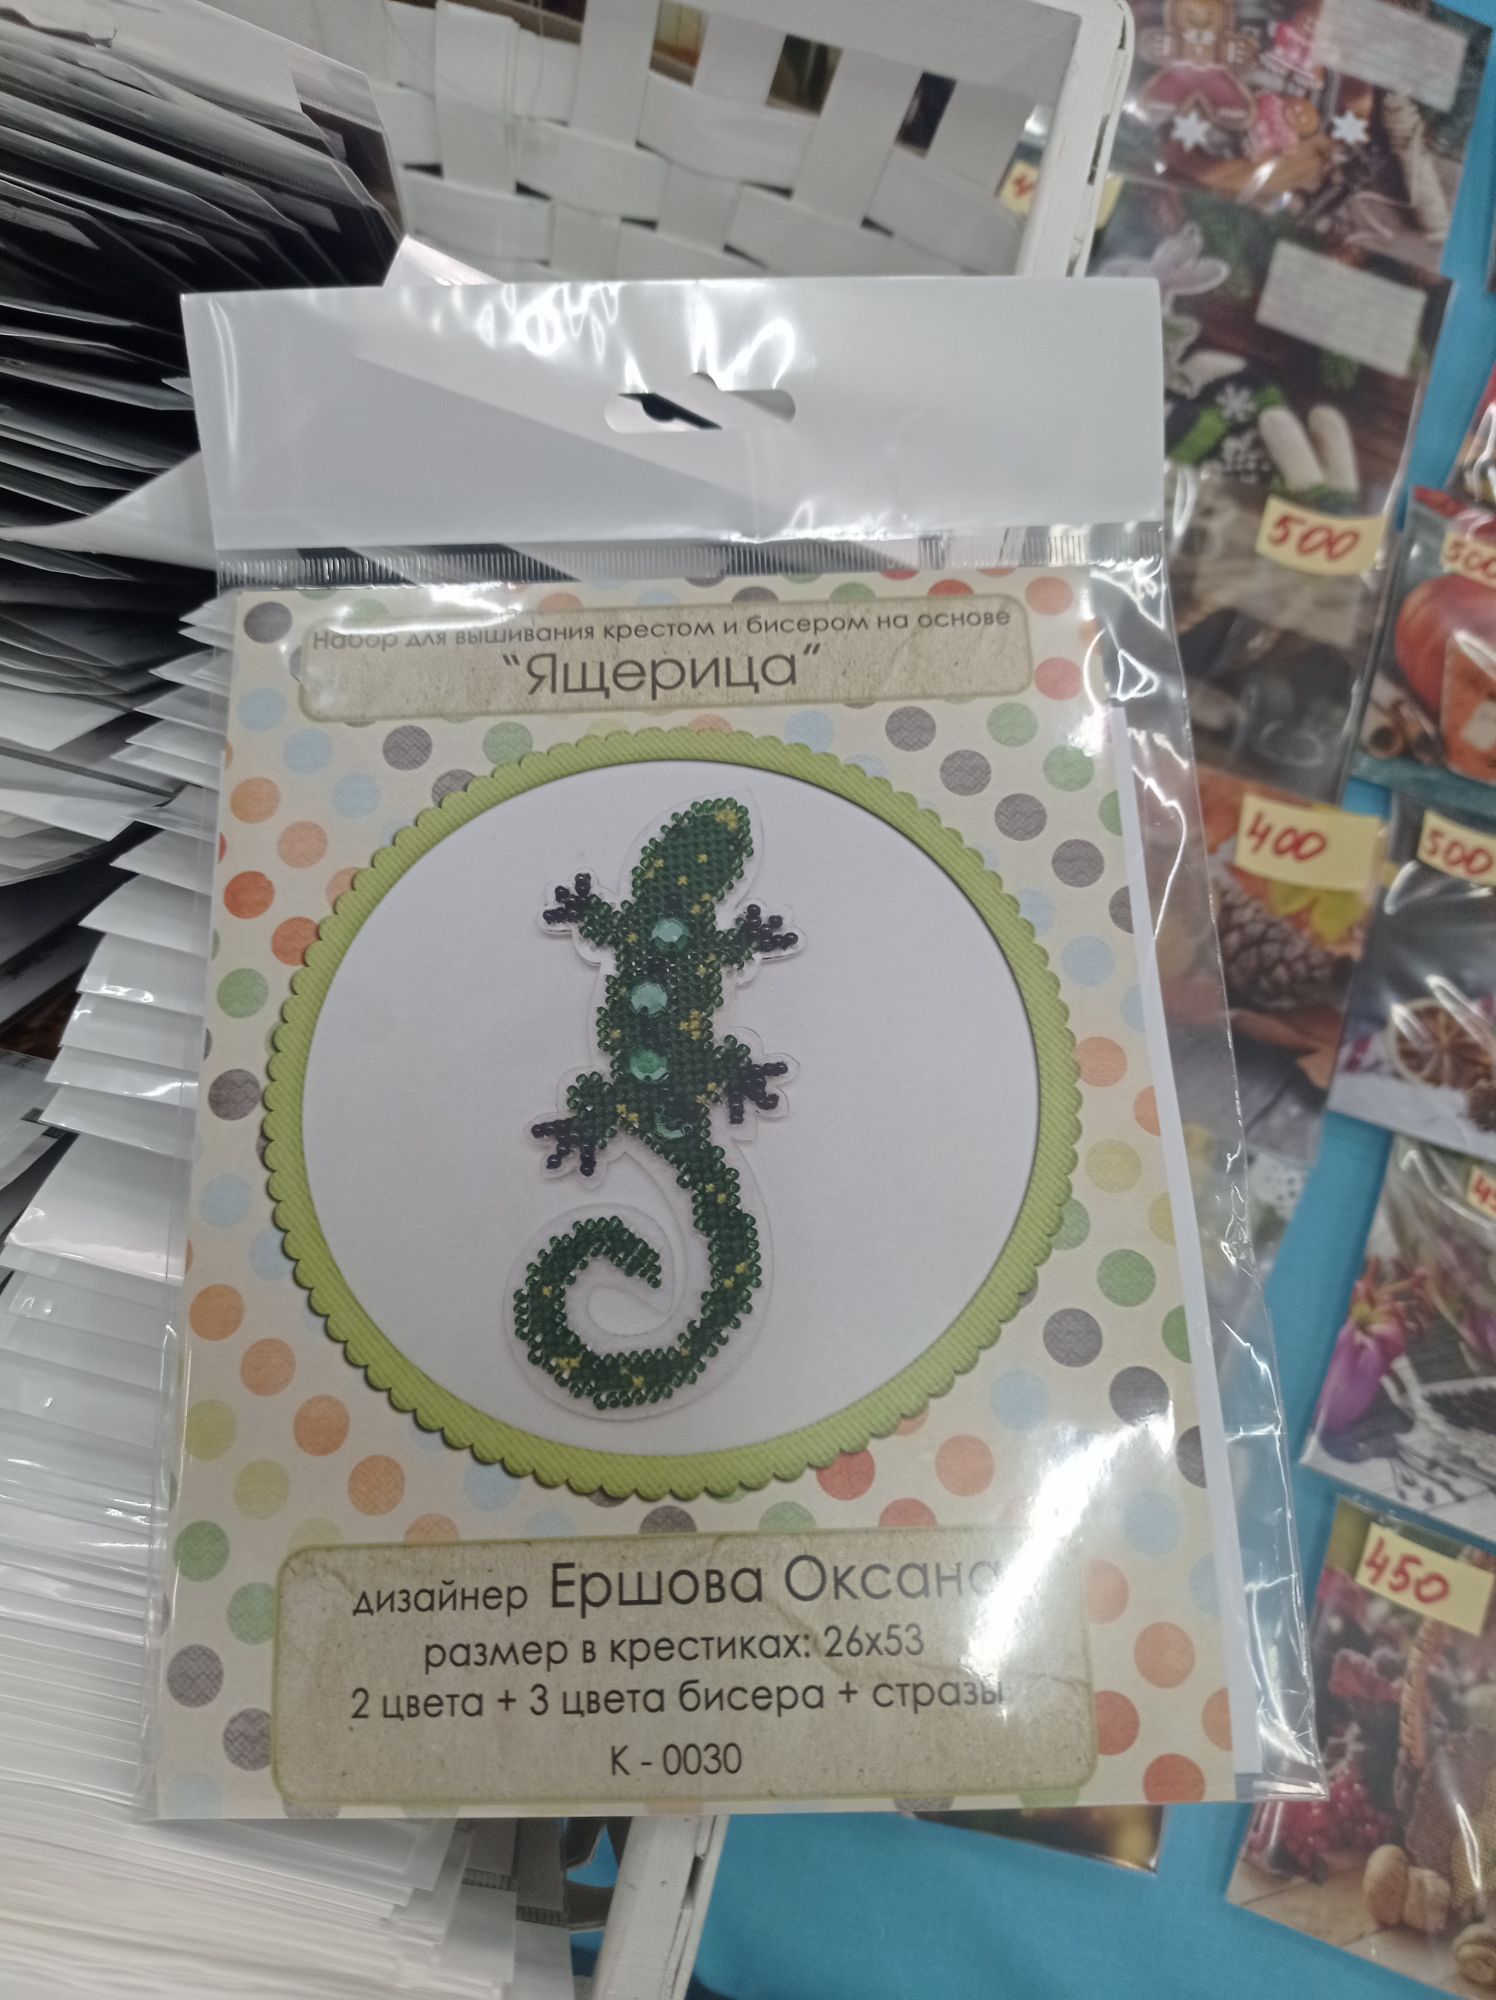 Набор для вышивания крестом и бисером на основе
"Ящерица"
дизайнер Ершова Оксана
размер в крестиках: 26х53
2 цвета + 3 цвета бисера + стразы
К - 0030
500
500
400
500
450